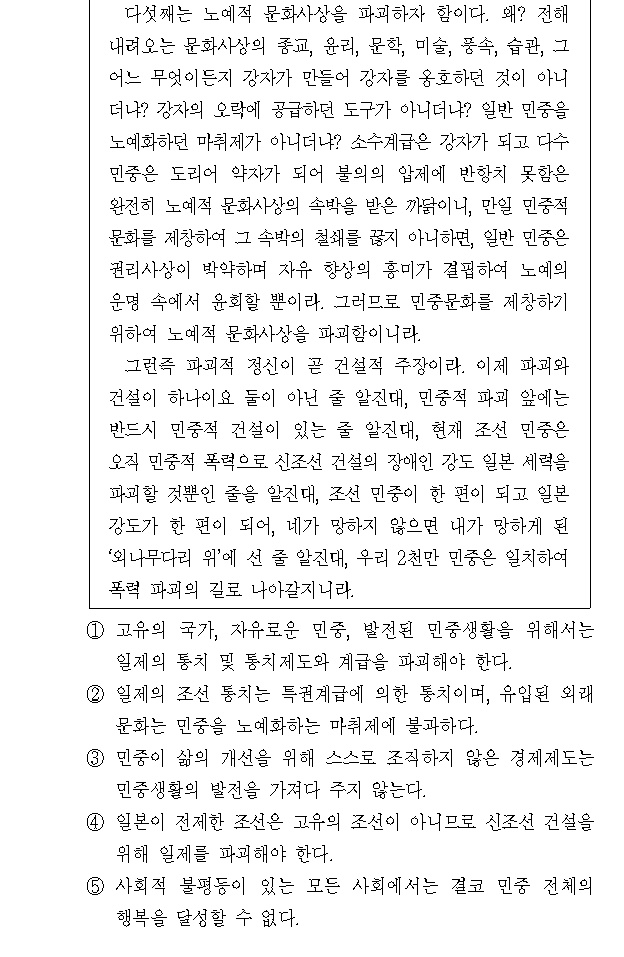 다섯째는 노예적 문화사상을 파괴하자 함이다. 왜? 전해
내려오는 문화사상의 종교, 윤리, 문학, 미술, 풍속, 습관, 그
어느 무엇이든지 강자가 만들어 강자를 옹호하던 것이 아니
더냐? 강자의 오락에 공급하던 도구가 아니더냐? 일반 민중을
노예화하던 마취제가 아니더냐? 소수계급은 강자가 되고 다수
민중은 도리어 약자가 되어 불의의 압제에 반항치 못함은
완전히 노예적 문화사상의 속박을 받은 까닭이니, 만일 민중적
문화를 제창하여 그 속박의 철쇄를 끊지 아니하면, 일반 민중은
권리사상이 박약하며 자유 향상의 흥미가 결핍하여 노예의
운명 속에서 윤회할 뿐이라. 그러므로 민중문화를 제창하기
위하여 노예적 문화사상을 파괴함이니라.
그런즉 파괴적 정신이 곧 건설적 주장이라. 이제 파괴와
건설이 하나이요 둘이 아닌 줄 알진대, 민중적 파괴 앞에는
반드시 민중적 건설이 있는 줄 알진대, 현재 조선 민중은
오직 민중적 폭력으로 신조선 건설의 장애인 강도 일본 세력을
파괴할 것뿐인 줄을 알진대, 조선 민중이 한 편이 되고 일본
강도가 한 편이 되어, 네가 망하지 않으면 내가 망하게 된
‘외나무다리 위’에 선 줄 알진대, 우리 2천만 민중은 일치하여
폭력 파괴의 길로 나아갈지니라.
① 고유의 국가, 자유로운 민중, 발전된 민중생활을 위해서는
일제의 통치 및 통치제도와 계급을 파괴해야 한다.
② 일제의 조선 통치는 특권계급에 의한 통치이며, 유입된 외래
문화는 민중을 노예화하는 마취제에 불과하다.
③ 민중이 삶의 개선을 위해 스스로 조직하지 않은 경제제도는
민중생활의 발전을 가져다 주지 않는다.
④ 일본이 전제한 조선은 고유의 조선이 아니므로 신조선 건설을
위해 일제를 파괴해야 한다.
⑤ 사회적 불평등이 있는 모든 사회에서는 결코 민중 전체의
행복을 달성할 수 없다.